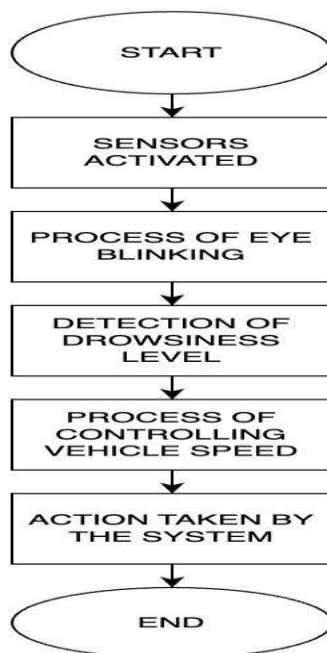 START
SENSORS
ACTIVATED
PROCESS OF EYE
BLINKING
DETECTION OF
DROWSINESS
LEVEL
PROCESS OF
CONTROLLING
VEHICLE SPEED
ACTION TAKEN BY
THE SYSTEM
END